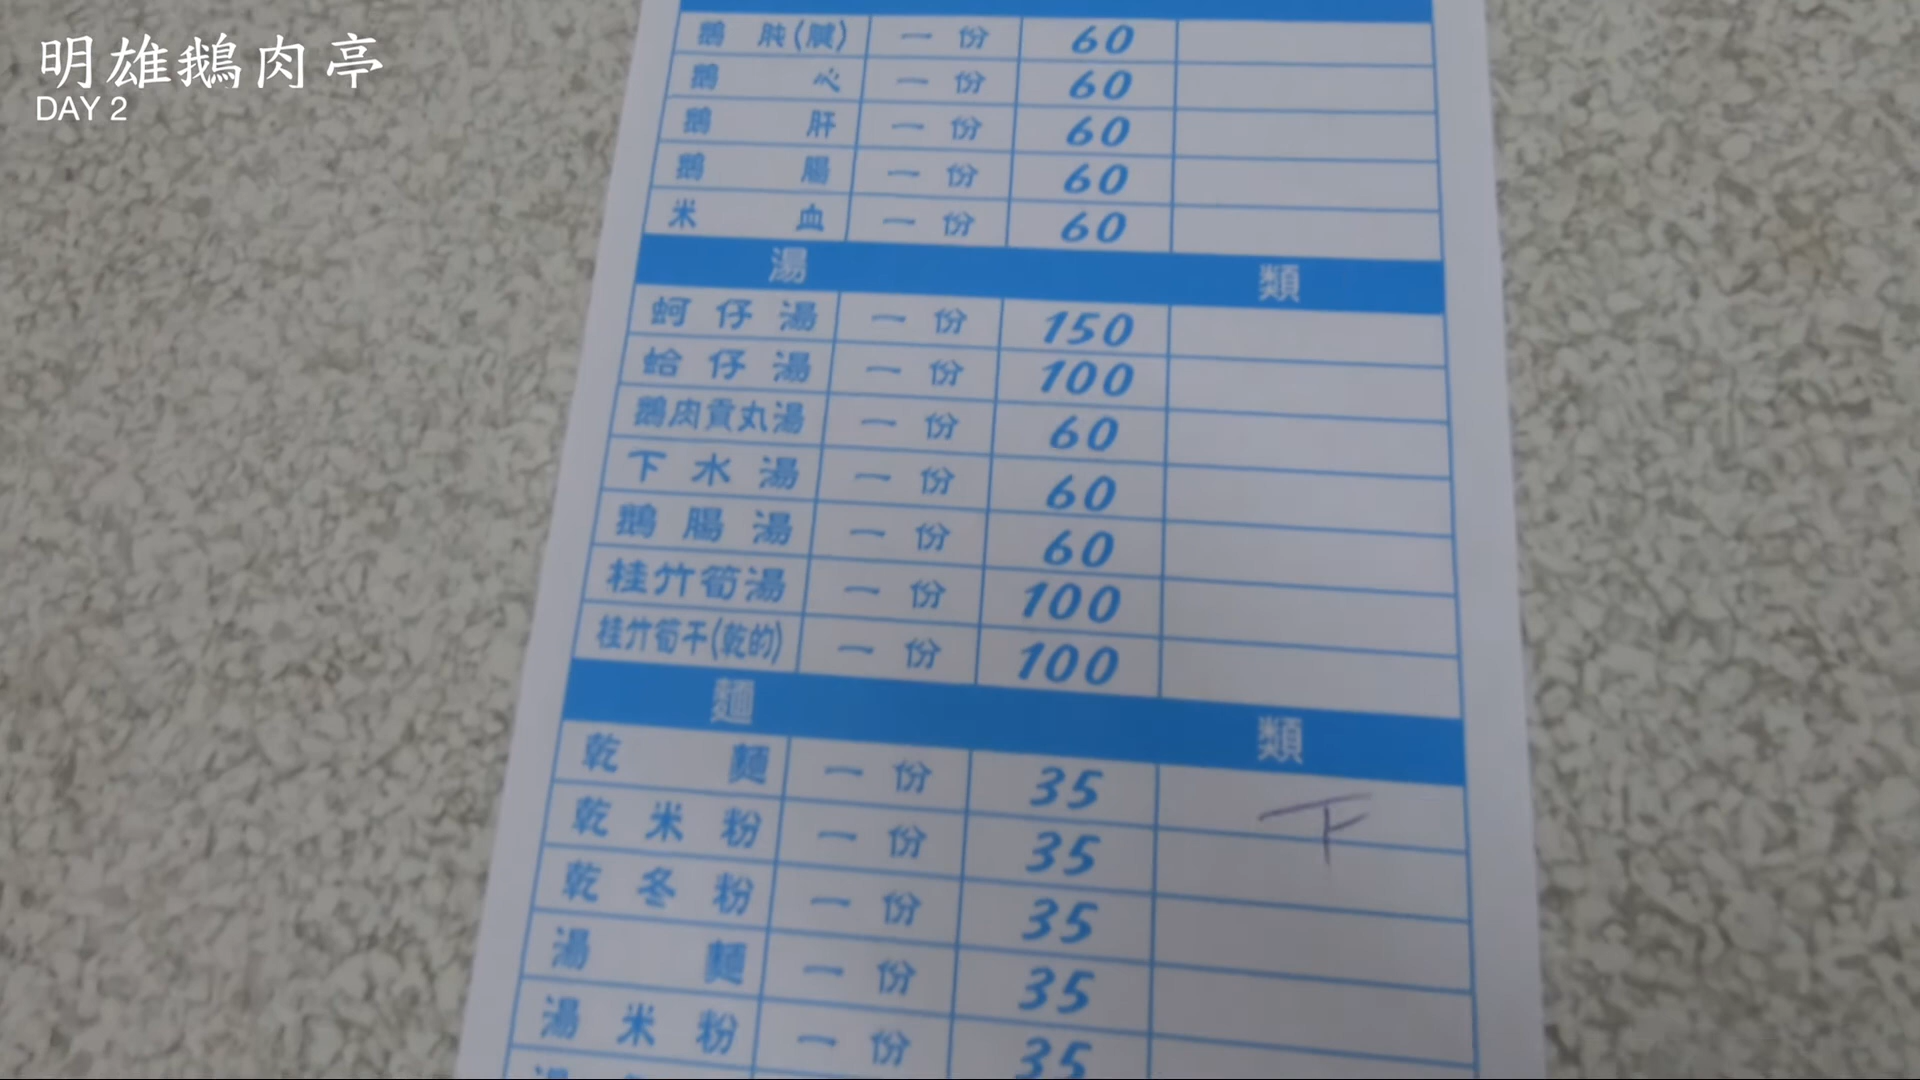 明雄鵝肉亭
DAY 2
鵝肫(腱) 一份 60
鵝心 一份 60
鵝肝 一份 60
鵝腸 一份 60
米血 一份 60
湯類
蚵仔湯 一份 150
蛤仔湯 一份 100
鵝肉貢丸湯 一份 60
下水湯 一份 60
鵝腸湯 一份 60
桂竹筍湯 一份 100
桂竹筍干(乾的) 一份 100
麵類
乾麵 一份 35 下
乾米粉 一份 35
乾冬粉 一份 35
湯麵 一份 35
湯米粉 一份 35